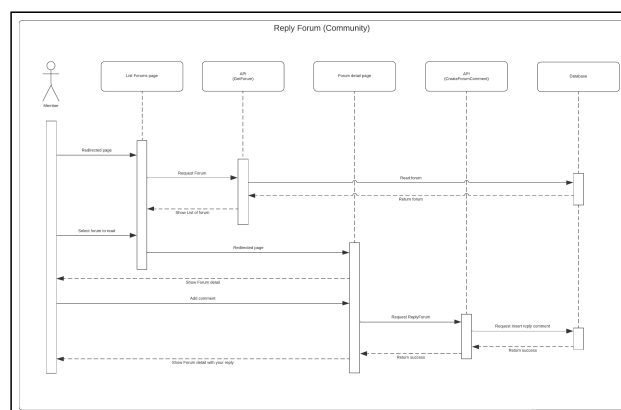 Reply Forum (Community)
List Forums page
API
(GetForum)
Forum detail page
API
(CreateForumComment)
Database
Member
Redirected page
Request Forum
Read forum
Return forum
Show List of forum
Select forum to read
Redirected page
Show Forum detail
Add comment
Request ReplyForum
Request Insert reply comment
Return success
Return success
Show Forum detail with your reply